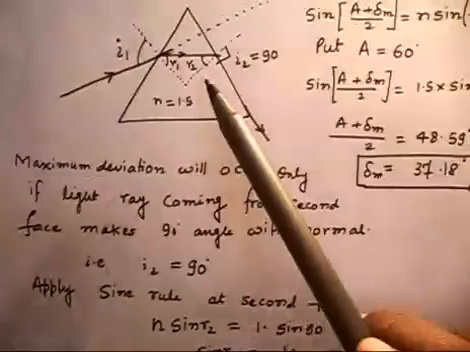 i₁
r₁ r₂
i₂ = 90
n = 1.5
Sin[(A+δm)/2] = n sin(
Put A = 60°
Sin[(A+δm)/2] = 1.5 x sin
(A+δm)/2 = 48.59
δm = 37.18°
Maximum deviation will only
if light ray coming from second
face makes 90° angle with normal.
i.e i₂ = 90°
Apply Sine rule at second
n sin r₂ = 1. sin 90